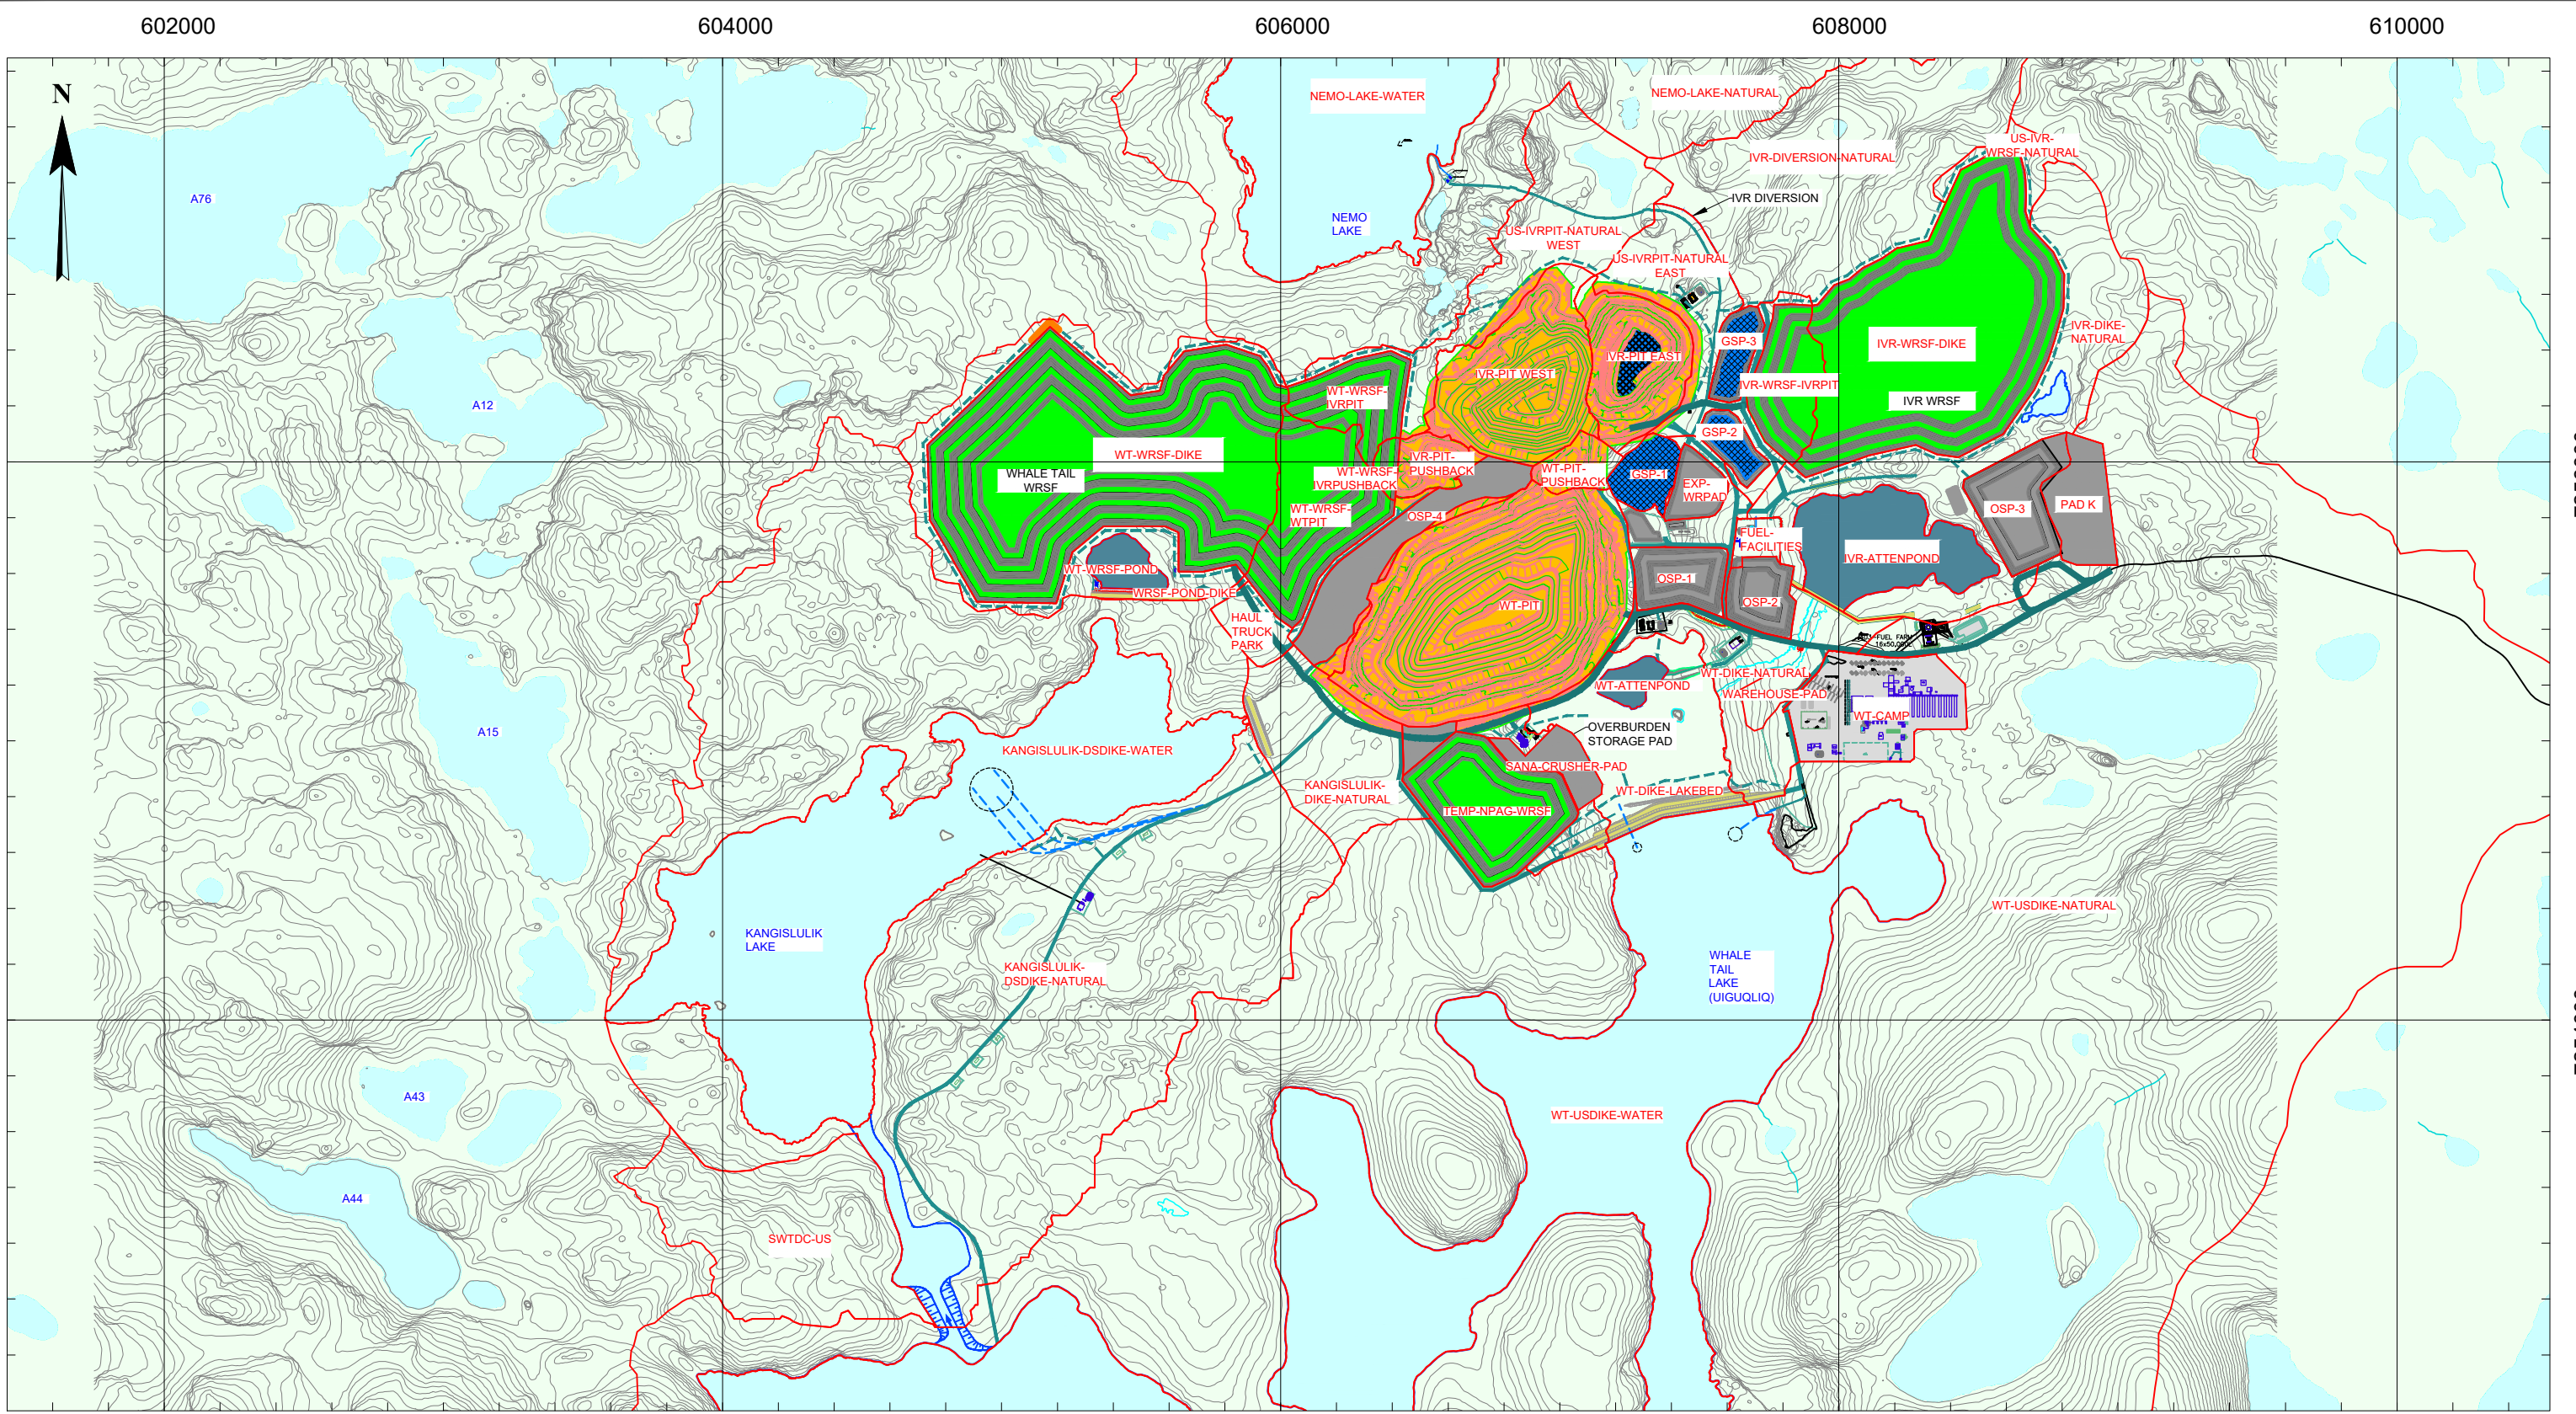 602000
604000
606000
608000
610000
N
NEMO-LAKE-WATER
NEMO-LAKE-NATURAL
US-IVR-
WRSF-NATURAL
IVR-DIVERSION-NATURAL
A76
IVR DIVERSION
NEMO
LAKE
US-IVRPIT-NATURAL
WEST
US-IVRPIT-NATURAL
EAST
IVR-DIKE-
NATURAL
GSP-3
IVR-WRSF-DIKE
IVR-PIT EAST
IVR-PIT WEST
IVR-WRSF-IVRPIT
WT-WRSF-
IVRPIT
IVR WRSF
A12
GSP-2
WT-WRSF-DIKE
IVR-PIT-
PUSHBACK
WT-WRSF-
IVRPUSHBACK
WT-PIT-
PUSHBACK
GSP-1
WHALE TAIL
WRSF
EXP-
WRPAD
OSP-3
PAD K
WT-WRSF-
WTPIT
OSP-4
FUEL-
FACILITIES
IVR-ATTENPOND
WT-WRSF-POND
OSP-1
WRSF-POND-DIKE
OSP-2
WT-PIT
HAUL
TRUCK
PARK
FUEL FARM
16x50,000L
WT-DIKE-NATURAL
WT-ATTENPOND
WAREHOUSE-PAD
WT-CAMP
A15
OVERBURDEN
STORAGE PAD
KANGISLULIK-DSDIKE-WATER
SANA-CRUSHER-PAD
KANGISLULIK-
DIKE-NATURAL
WT-DIKE-LAKEBED
TEMP-NPAG-WRSF
WT-USDIKE-NATURAL
KANGISLULIK
LAKE
WHALE
TAIL
LAKE
(UIGUQLIQ)
KANGISLULIK-
DSDIKE-NATURAL
A43
WT-USDIKE-WATER
A44
SWTDC-US